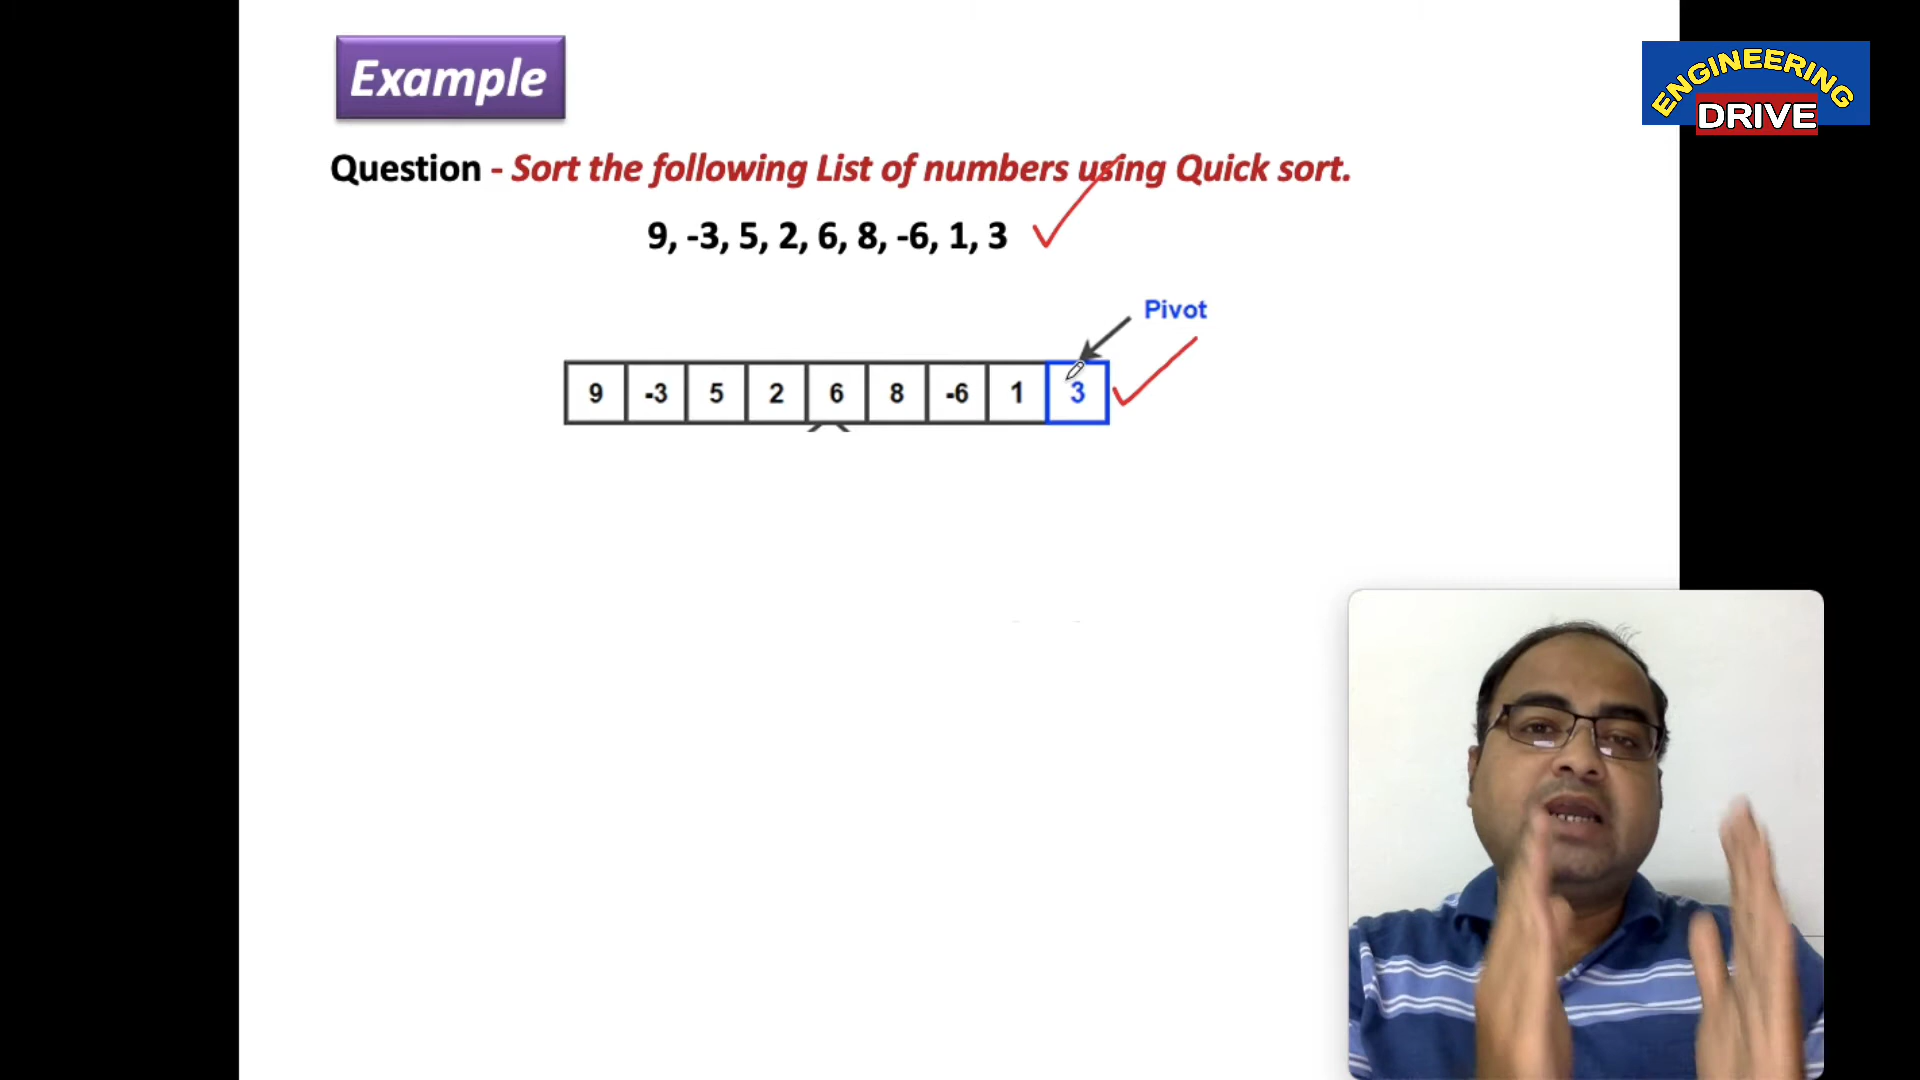 Example
ENGINEERING
DRIVE
Question - Sort the following List of numbers using Quick sort.
9, -3, 5, 2, 6, 8, -6, 1, 3
Pivot
9 -3 5 2 6 8 -6 1 3